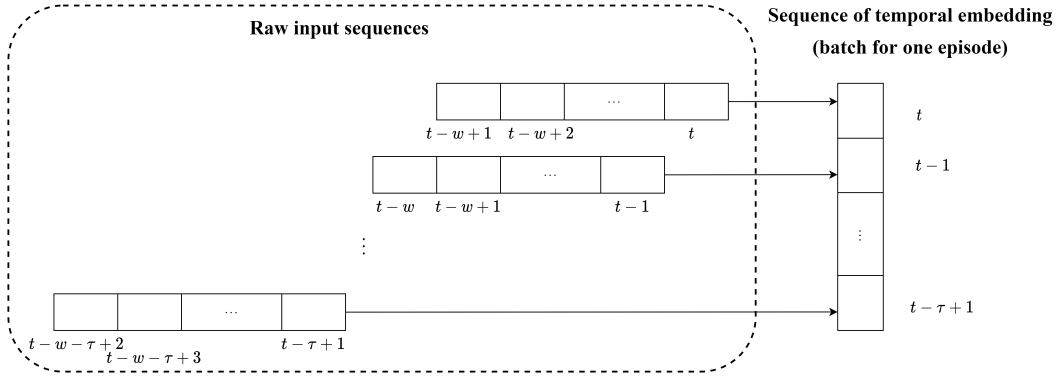 Raw input sequences
Sequence of temporal embedding
(batch for one episode)
⋯
t − w + 1 t − w + 2 t
t
⋯ ⋯
t − w t − w + 1 t − 1
t − 1
⋮
⋮
⋯
t − w − τ + 2 t − τ + 1
t − w − τ + 3
t − τ + 1